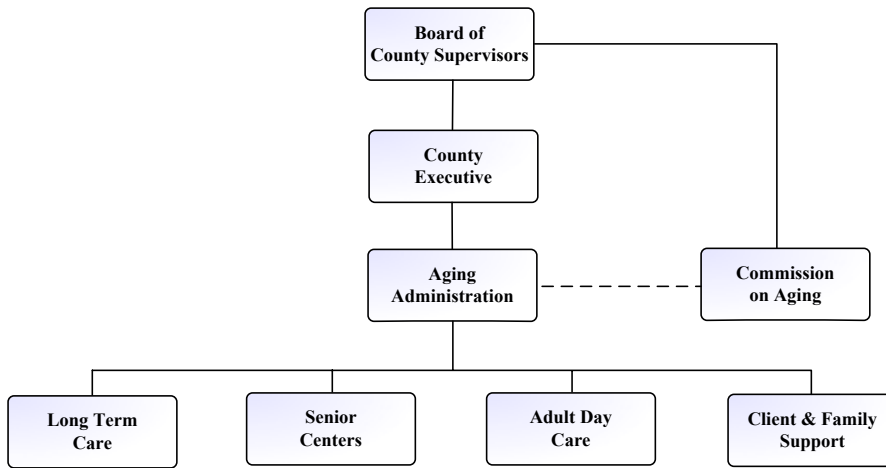 Board of
County Supervisors
County
Executive
Aging
Administration
Commission
on Aging
Long Term
Care
Senior
Centers
Adult Day
Care
Client & Family
Support